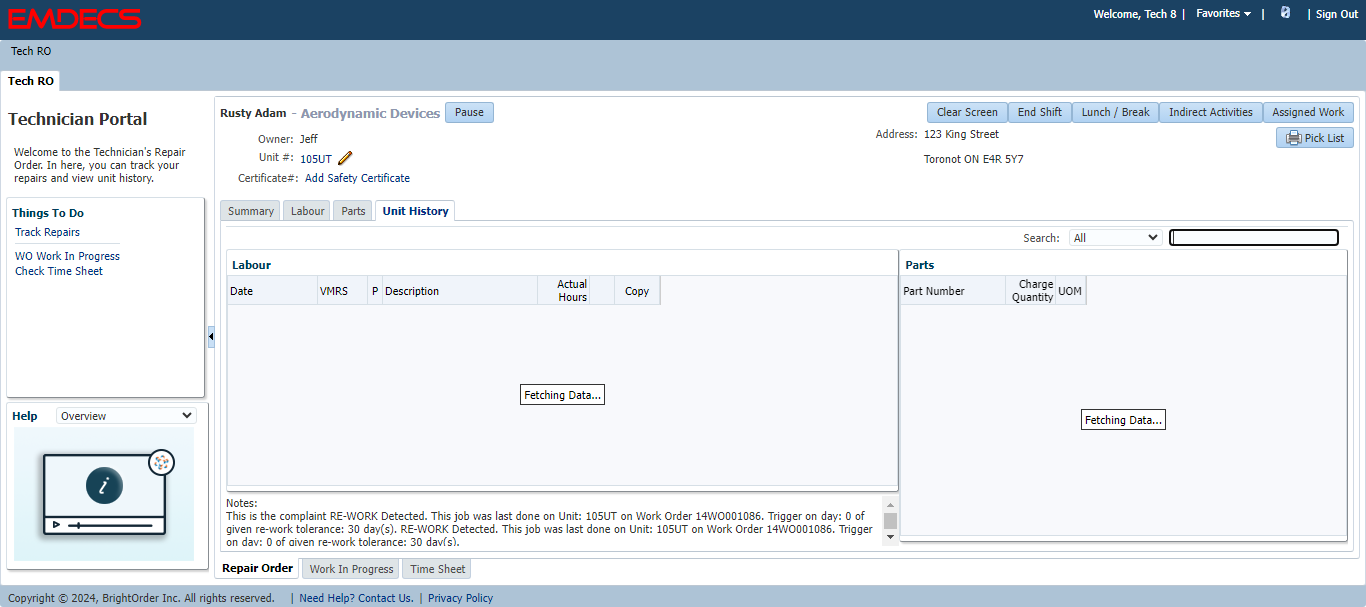 EMDECS
Welcome, Tech 8 | Favorites | | Sign Out
Tech RO
Tech RO
Technician Portal
Welcome to the Technician's Repair
Order. In here, you can track your
repairs and view unit history.
Things To Do
Track Repairs
WO Work In Progress
Check Time Sheet
Help Overview
i
Rusty Adam - Aerodynamic Devices Pause
Clear Screen End Shift Lunch / Break Indirect Activities Assigned Work
Pick List
Owner: Jeff
Unit #: 105UT
Certificate#: Add Safety Certificate
Address: 123 King Street
Toronot ON E4R 5Y7
Summary Labour Parts Unit History
Search: All
Labour
Date VMRS P Description Actual Hours Copy
Fetching Data...
Parts
Part Number Charge Quantity UOM
Fetching Data...
Notes:
This is the complaint RE-WORK Detected. This job was last done on Unit: 105UT on Work Order 14WO001086. Trigger on day: 0 of
given re-work tolerance: 30 day(s). RE-WORK Detected. This job was last done on Unit: 105UT on Work Order 14WO001086. Trigger
on day: 0 of given re-work tolerance: 30 day(s).
Repair Order Work In Progress Time Sheet
Copyright © 2024, BrightOrder Inc. All rights reserved. | Need Help? Contact Us. | Privacy Policy